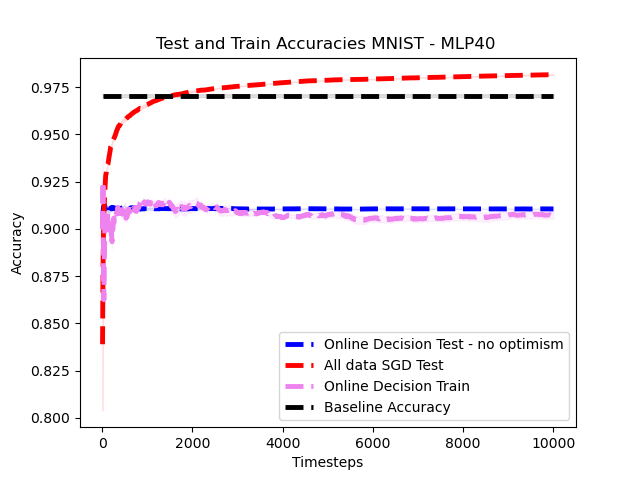 Test and Train Accuracies MNIST - MLP40
Accuracy
0.975
0.950
0.925
0.900
0.875
0.850
0.825
0.800
Online Decision Test - no optimism
All data SGD Test
Online Decision Train
Baseline Accuracy
0
2000
4000
6000
8000
10000
Timesteps